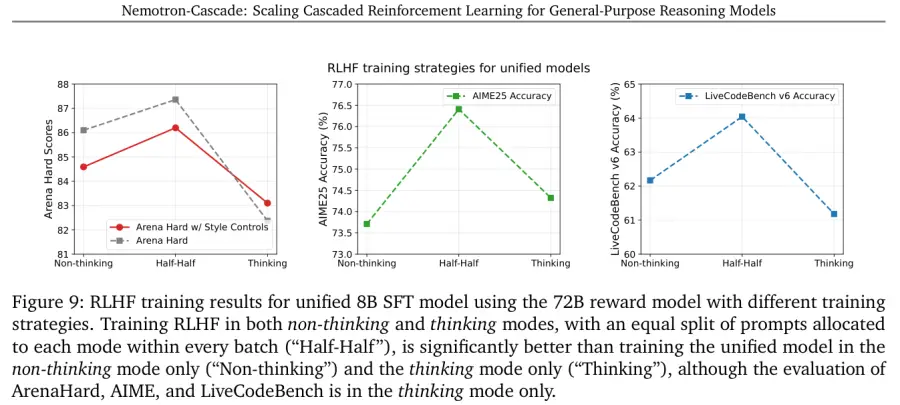 Nemotron-Cascade: Scaling Cascaded Reinforcement Learning for General-Purpose Reasoning Models
RLHF training strategies for unified models
88
87
86
85
84
83
82
81
Arena Hard Scores
Arena Hard w/ Style Controls
Arena Hard
Non-thinking
Half-Half
Thinking
77.0
76.5
76.0
75.5
75.0
74.5
74.0
73.5
73.0
AIME25 Accuracy (%)
AIME25 Accuracy
Non-thinking
Half-Half
Thinking
65
64
63
62
61
60
LiveCodeBench v6 Accuracy (%)
LiveCodeBench v6 Accuracy
Non-thinking
Half-Half
Thinking
Figure 9: RLHF training results for unified 8B SFT model using the 72B reward model with different training
strategies. Training RLHF in both non-thinking and thinking modes, with an equal split of prompts allocated
to each mode within every batch (“Half-Half”), is significantly better than training the unified model in the
non-thinking mode only (“Non-thinking”) and the thinking mode only (“Thinking”), although the evaluation of
ArenaHard, AIME, and LiveCodeBench is in the thinking mode only.